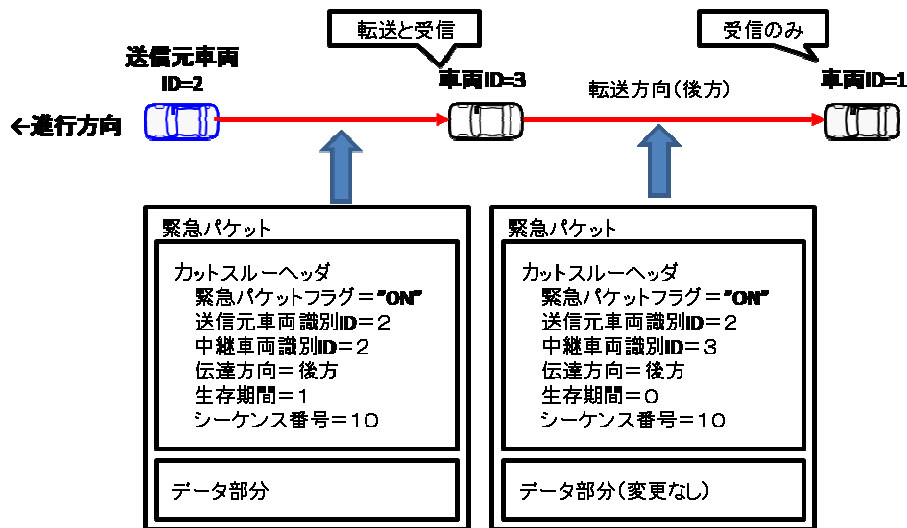 転送と受信
受信のみ
送信元車両
ID=2
車両ID=3
転送方向(後方)
車両ID=1
←進行方向
緊急パケット
カットスルーヘッダ
緊急パケットフラグ="ON"
送信元車両識別ID=2
中継車両識別ID=2
伝達方向=後方
生存期間=1
シーケンス番号=10
データ部分
緊急パケット
カットスルーヘッダ
緊急パケットフラグ="ON"
送信元車両識別ID=2
中継車両識別ID=3
伝達方向=後方
生存期間=0
シーケンス番号=10
データ部分(変更なし)